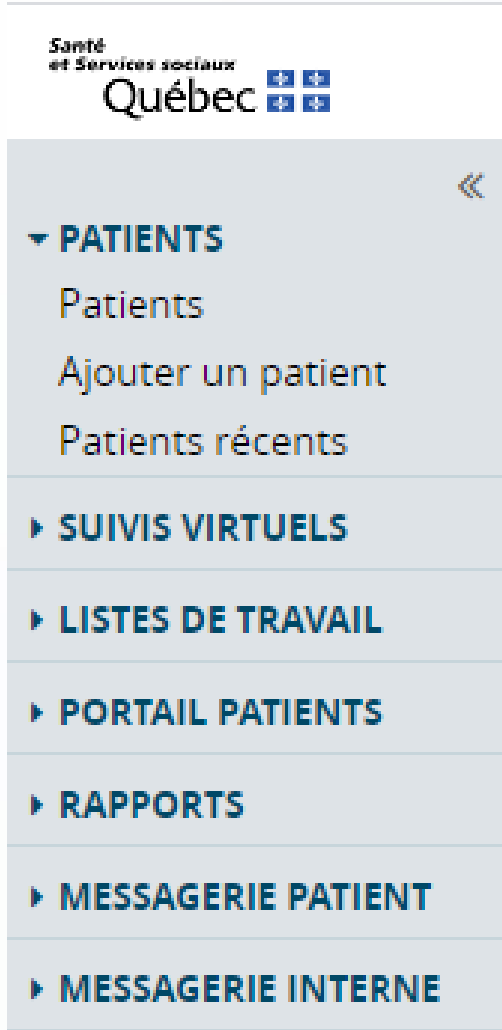 Santé
et Services sociaux
Québec
PATIENTS
Patients
Ajouter un patient
Patients récents
SUIVIS VIRTUELS
LISTES DE TRAVAIL
PORTAIL PATIENTS
RAPPORTS
MESSAGERIE PATIENT
MESSAGERIE INTERNE